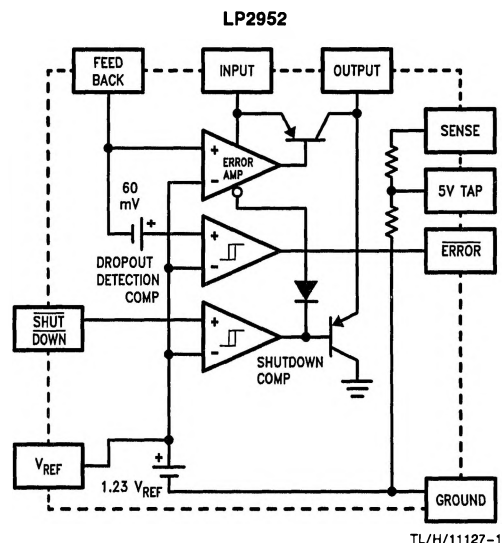 LP2952
FEED
BACK
INPUT
OUTPUT
SENSE
5V TAP
ERROR
+
−
ERROR
AMP
60
mV
+
+
−
DROPOUT
DETECTION
COMP
SHUT
DOWN
+
−
SHUTDOWN
COMP
VREF
+
1.23 VREF
GROUND
TL/H/11127-1